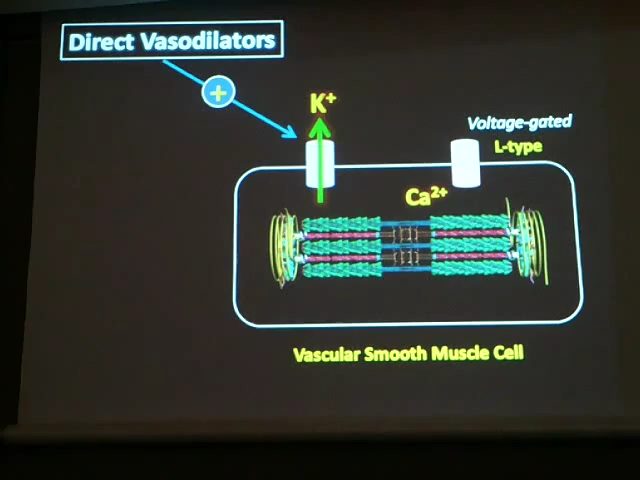 Direct Vasodilators
+
K⁺
Voltage-gated
L-type
Ca²⁺
Vascular Smooth Muscle Cell